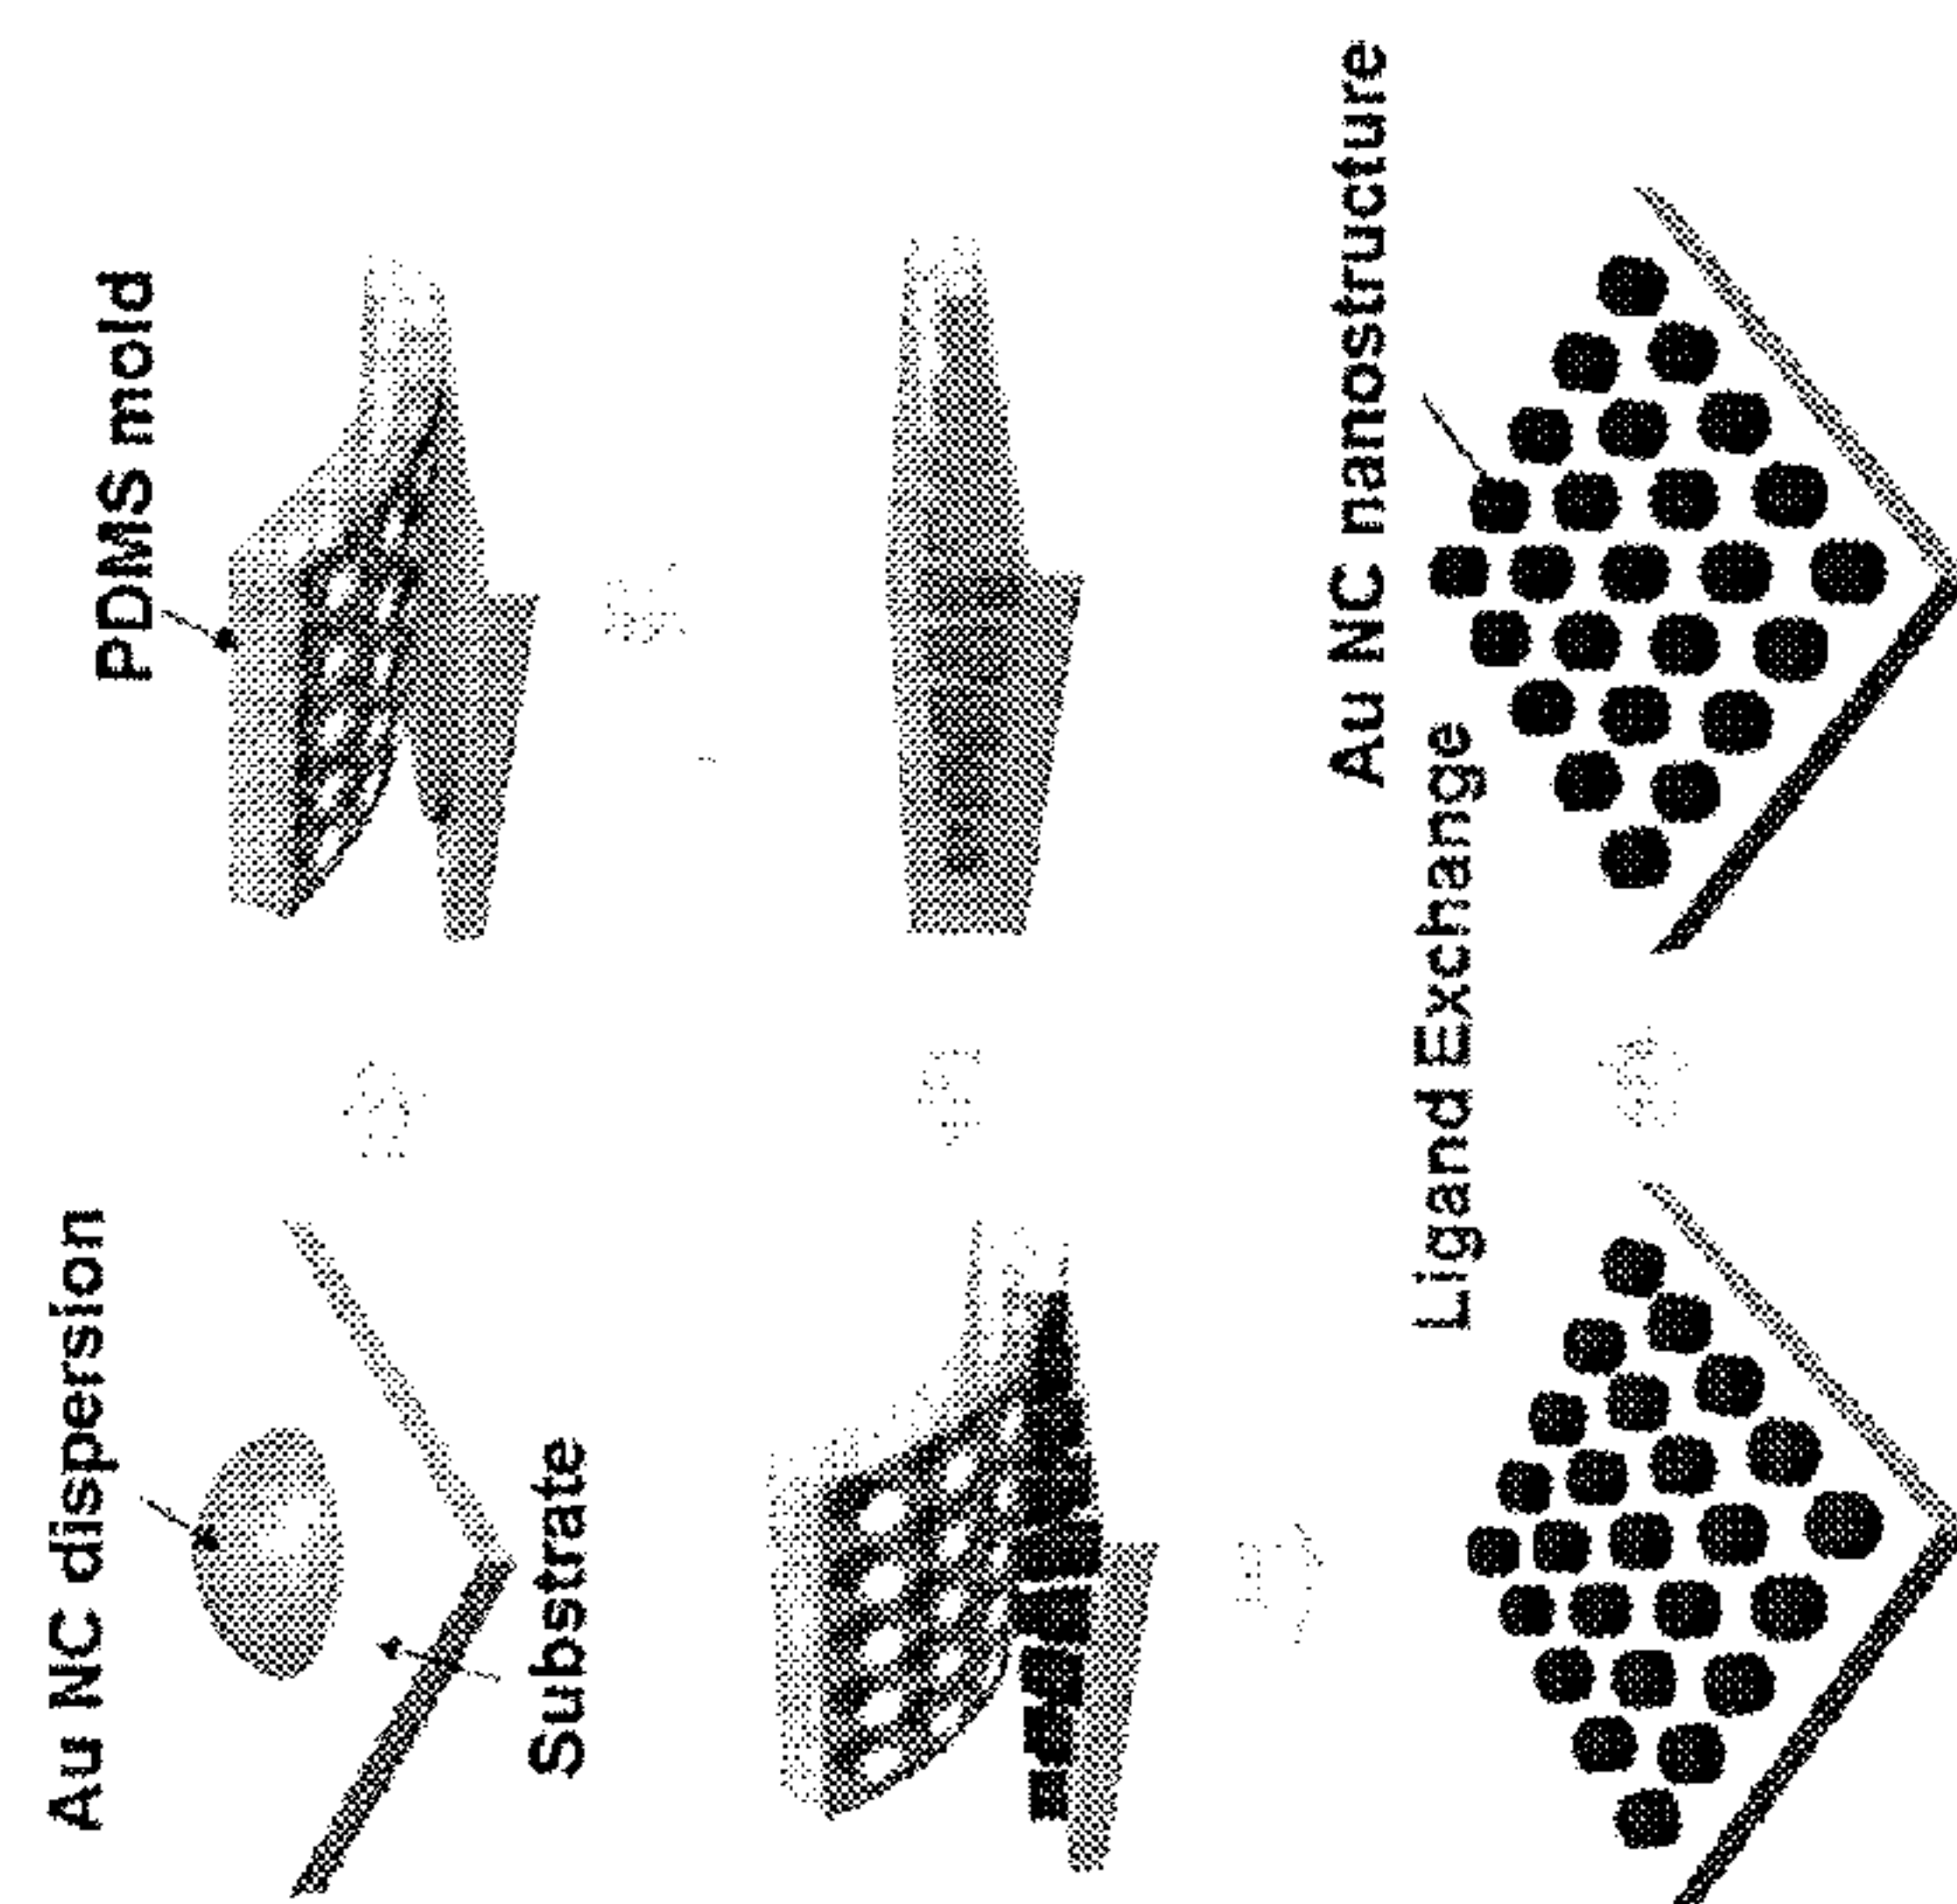 Au NC dispersion
PDMS mold
Substrate
Ligand Exchange
Au NC nanostructure